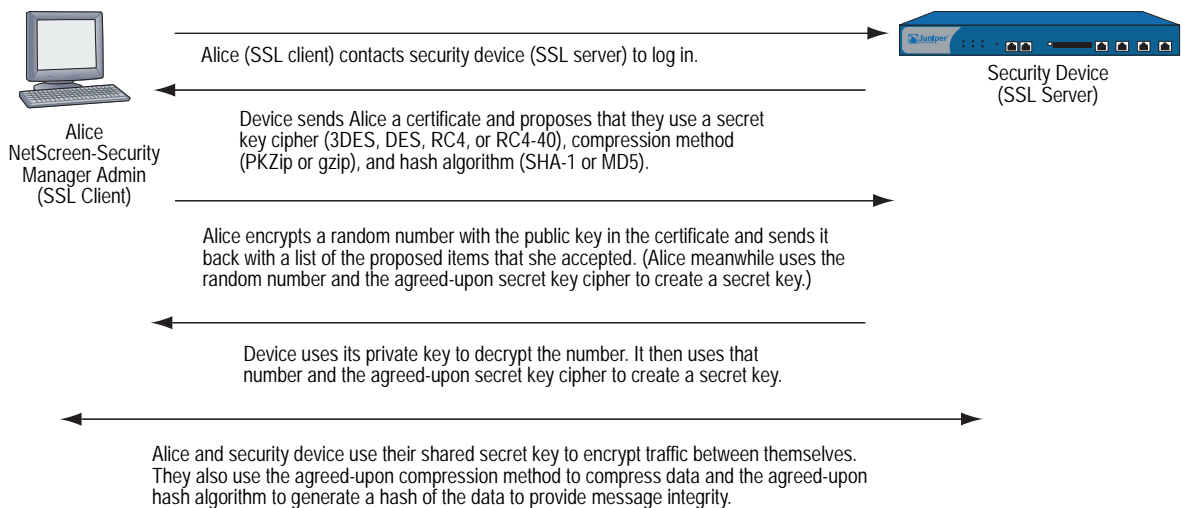 Alice (SSL client) contacts security device (SSL server) to log in.
Juniper
Security Device
(SSL Server)
Alice
NetScreen-Security
Manager Admin
(SSL Client)
Device sends Alice a certificate and proposes that they use a secret
key cipher (3DES, DES, RC4, or RC4-40), compression method
(PKZip or gzip), and hash algorithm (SHA-1 or MD5).
Alice encrypts a random number with the public key in the certificate and sends it
back with a list of the proposed items that she accepted. (Alice meanwhile uses the
random number and the agreed-upon secret key cipher to create a secret key.)
Device uses its private key to decrypt the number. It then uses that
number and the agreed-upon secret key cipher to create a secret key.
Alice and security device use their shared secret key to encrypt traffic between themselves.
They also use the agreed-upon compression method to compress data and the agreed-upon
hash algorithm to generate a hash of the data to provide message integrity.